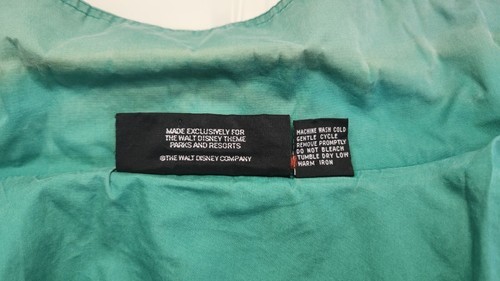 MADE EXCLUSIVELY FOR
THE WALT DISNEY THEME
PARKS AND RESORTS
©THE WALT DISNEY COMPANY
MACHINE WASH COLD
GENTLE CYCLE
REMOVE PROMPTLY
DO NOT BLEACH
TUMBLE DRY LOW
WARM IRON